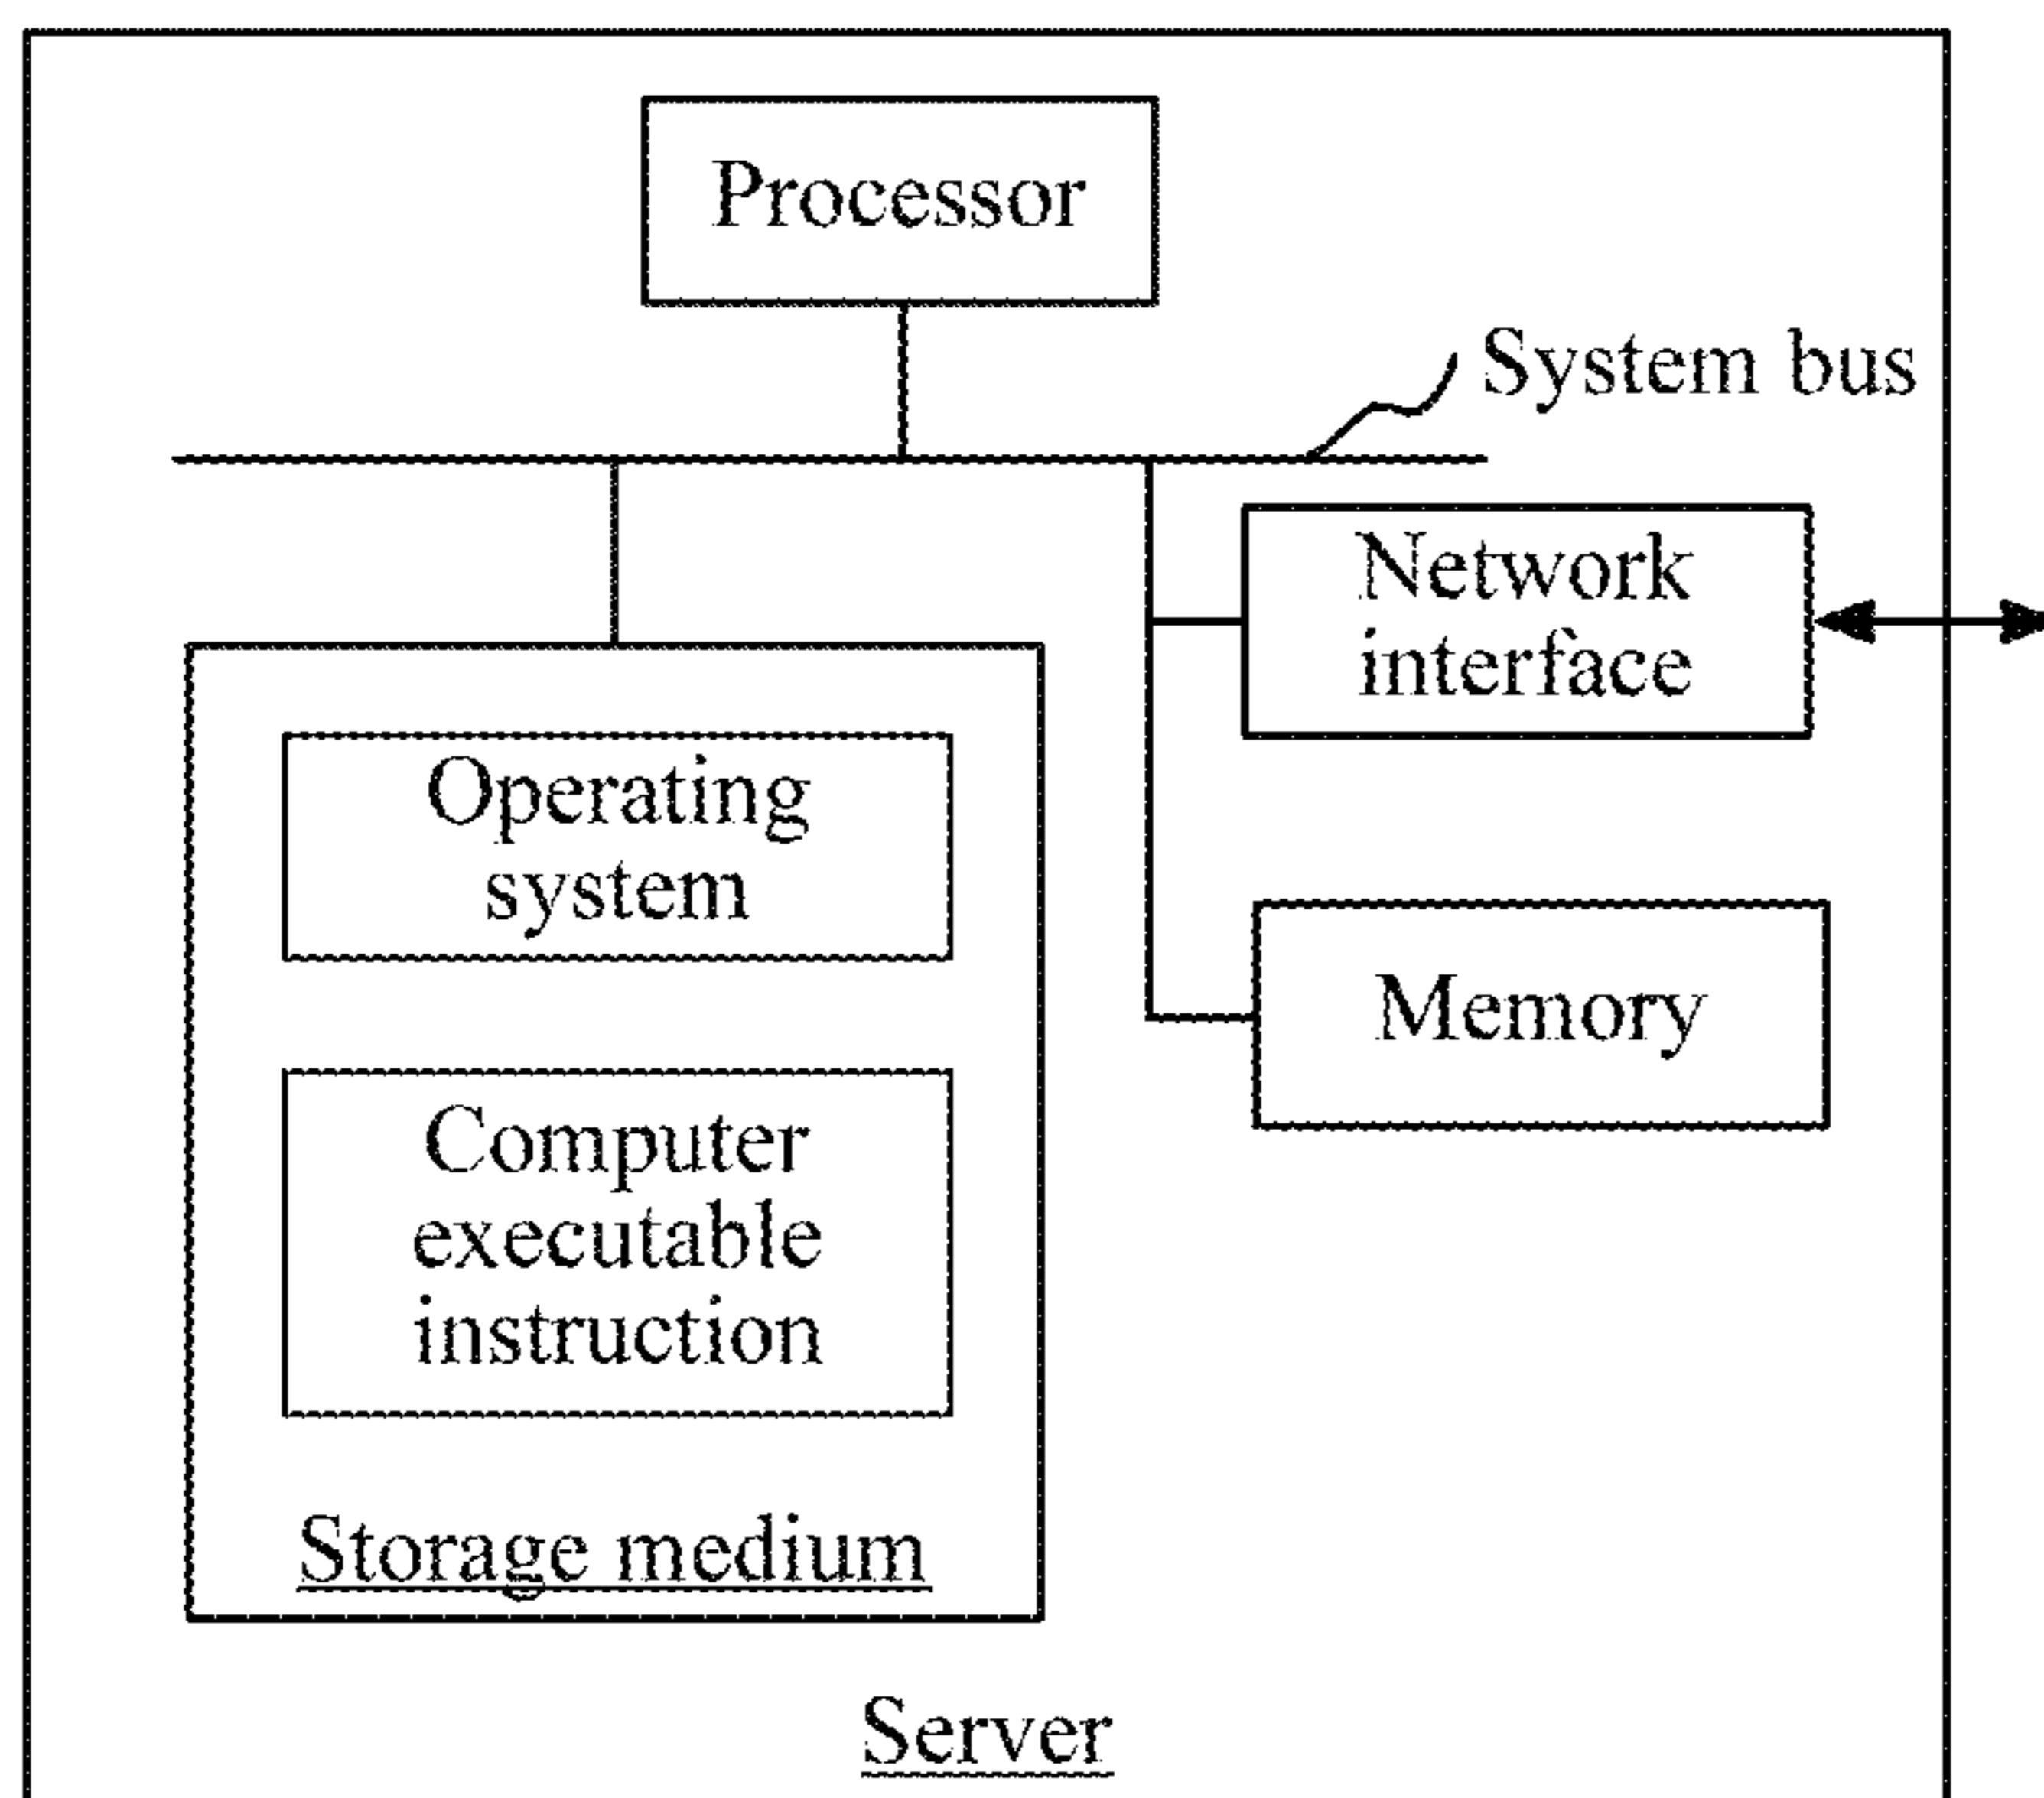 Processor
System bus
Network
interface
Operating
system
Memory
Computer
executable
instruction
Storage medium
Server